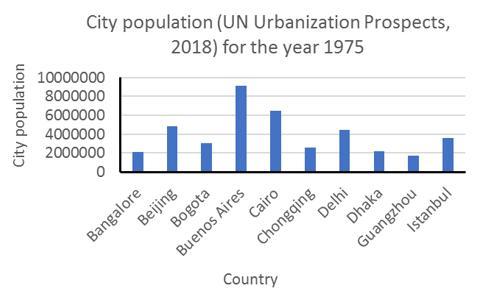 City population (UN Urbanization Prospects,
2018) for the year 1975
City population
10000000
8000000
6000000
4000000
2000000
0
Bangalore
Beijing
Bogota
Buenos Aires
Cairo
Chongqing
Delhi
Dhaka
Guangzhou
Istanbul
Country